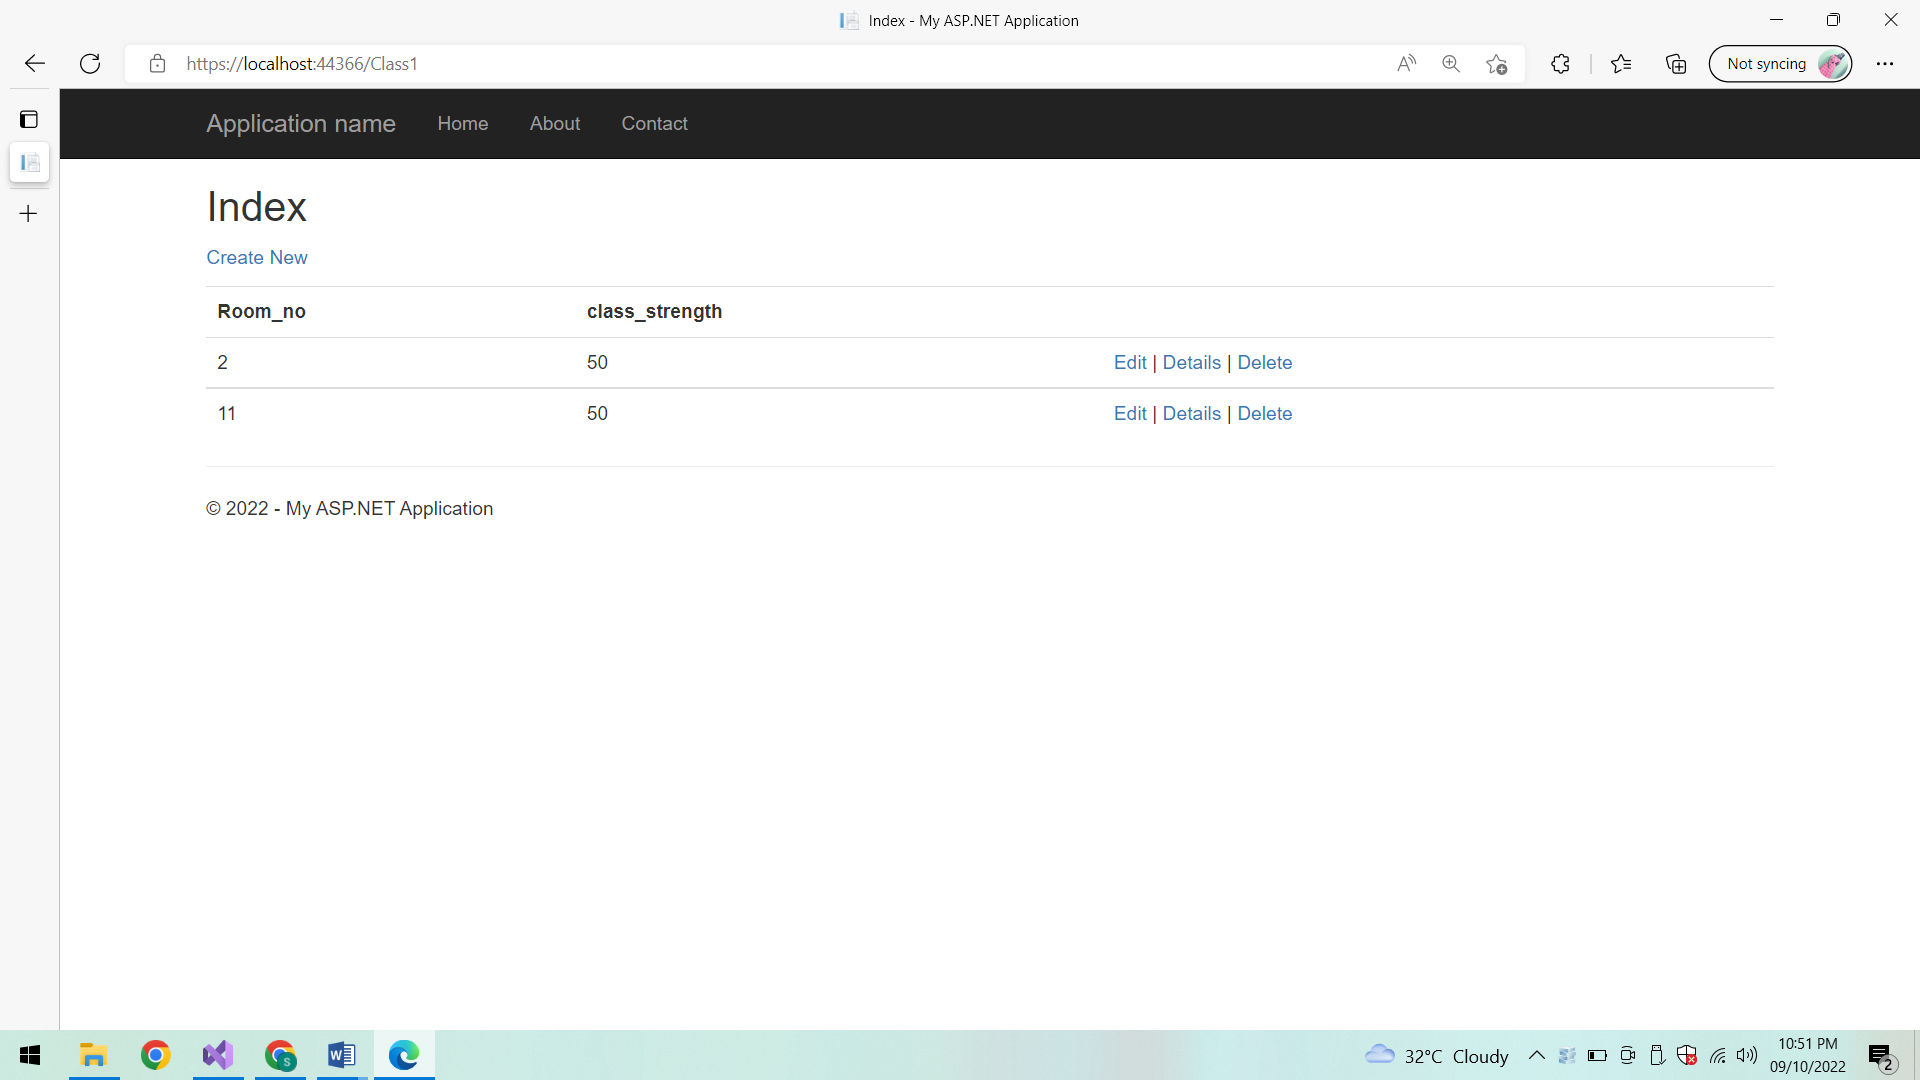 Index - My ASP.NET Application
https://localhost:44366/Class1
Not syncing
Application name Home About Contact
Index
Create New
Room_no class_strength
2 50 Edit | Details | Delete
11 50 Edit | Details | Delete
© 2022 - My ASP.NET Application
32°C Cloudy
10:51 PM
09/10/2022
2